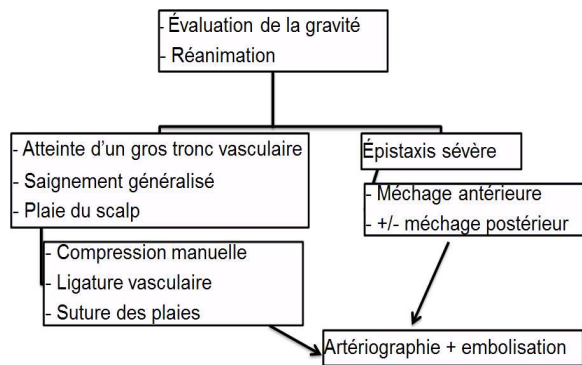 - Évaluation de la gravité
- Réanimation
- Atteinte d'un gros tronc vasculaire
- Saignement généralisé
- Plaie du scalp
Épistaxis sévère
- Méchage antérieure
- +/- méchage postérieur
- Compression manuelle
- Ligature vasculaire
- Suture des plaies
Artériographie + embolisation